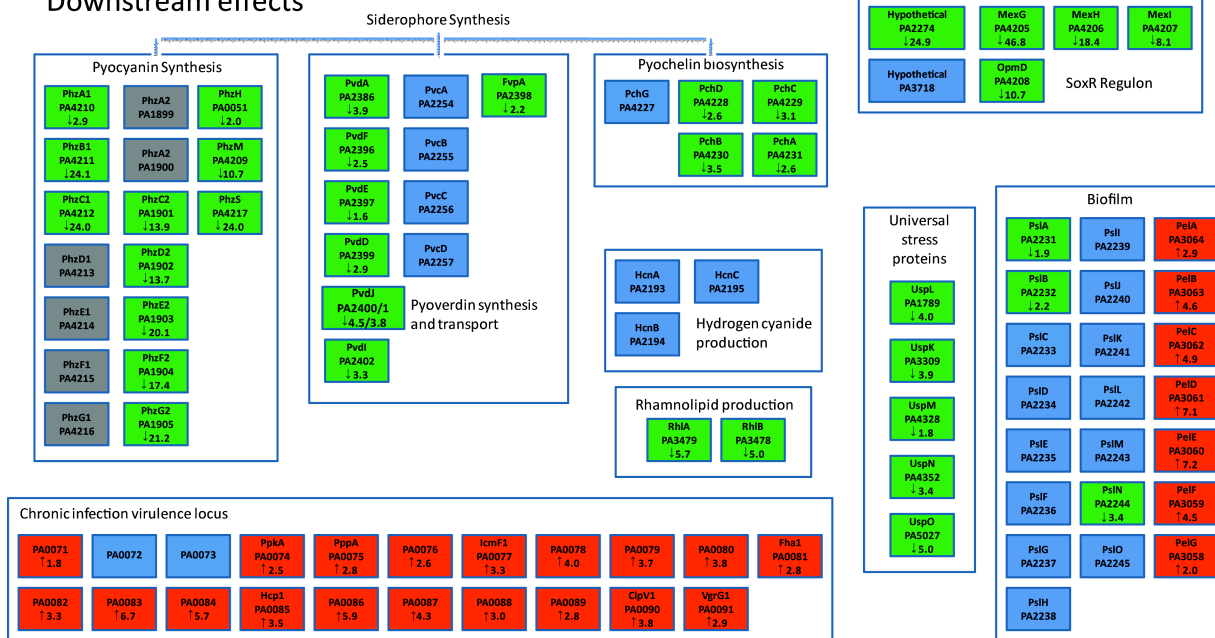 Downstream effects
Siderophore Synthesis
Pyocyanin Synthesis
PhzA1
PA4210
↓2.9
PhzA2
PA1899
PhzH
PA0051
↓2.0
PhzB1
PA4211
↓24.1
PhzA2
PA1900
PhzM
PA4209
↓10.7
PhzC1
PA4212
↓24.0
PhzC2
PA1901
↓13.9
PhzS
PA4217
↓24.0
PhzD1
PA4213
PhzD2
PA1902
↓13.7
PhzE1
PA4214
PhzE2
PA1903
↓20.1
PhzF1
PA4215
PhzF2
PA1904
↓17.4
PhzG1
PA4216
PhzG2
PA1905
↓21.2
PvdA
PA2386
↓3.9
PvcA
PA2254
FvpA
PA2398
↓2.2
PvdF
PA2396
↓2.5
PvcB
PA2255
PvdE
PA2397
↓1.6
PvcC
PA2256
PvdD
PA2399
↓2.9
PvcD
PA2257
PvdJ
PA2400/1
↓4.5/3.8
Pyoverdin synthesis
and transport
PvdI
PA2402
↓3.3
Pyochelin biosynthesis
PchG
PA4227
PchD
PA4228
↓2.6
PchC
PA4229
↓3.1
PchB
PA4230
↓3.5
PchA
PA4231
↓2.6
HcnA
PA2193
HcnC
PA2195
HcnB
PA2194
Hydrogen cyanide
production
Rhamnolipid production
RhlA
PA3479
↓5.7
RhlB
PA3478
↓5.0
Hypothetical
PA2274
↓24.9
MexG
PA4205
↓46.8
MexH
PA4206
↓18.4
MexI
PA4207
↓8.1
Hypothetical
PA3718
OpmD
PA4208
↓10.7
SoxR Regulon
Universal
stress
proteins
UspL
PA1789
↓4.0
UspK
PA3309
↓3.9
UspM
PA4328
↓1.8
UspN
PA4352
↓3.4
UspO
PA5027
↓5.0
Biofilm
PslA
PA2231
↓1.9
PslI
PA2239
PelA
PA3064
↑2.9
PslB
PA2232
↓2.2
PslJ
PA2240
PelB
PA3063
↑4.6
PslC
PA2233
PslK
PA2241
PelC
PA3062
↑4.9
PslD
PA2234
PslL
PA2242
PelD
PA3061
↑7.1
PslE
PA2235
PslM
PA2243
PelE
PA3060
↑7.2
PslF
PA2236
PslN
PA2244
↓3.4
PelF
PA3059
↑4.5
PslG
PA2237
PslO
PA2245
PelG
PA3058
↑2.0
PslH
PA2238
Chronic infection virulence locus
PA0071
↑1.8
PA0072
PA0073
PpkA
PA0074
↑2.5
PppA
PA0075
↑2.8
PA0076
↑2.6
IcmF1
PA0077
↑3.3
PA0078
↑4.0
PA0079
↑3.7
PA0080
↑3.8
Fha1
PA0081
↑2.8
PA0082
↑3.3
PA0083
↑6.7
PA0084
↑5.7
Hcp1
PA0085
↑3.5
PA0086
↑5.9
PA0087
↑4.3
PA0088
↑3.0
PA0089
↑2.8
ClpV1
PA0090
↑3.8
VgrG1
PA0091
↑2.9